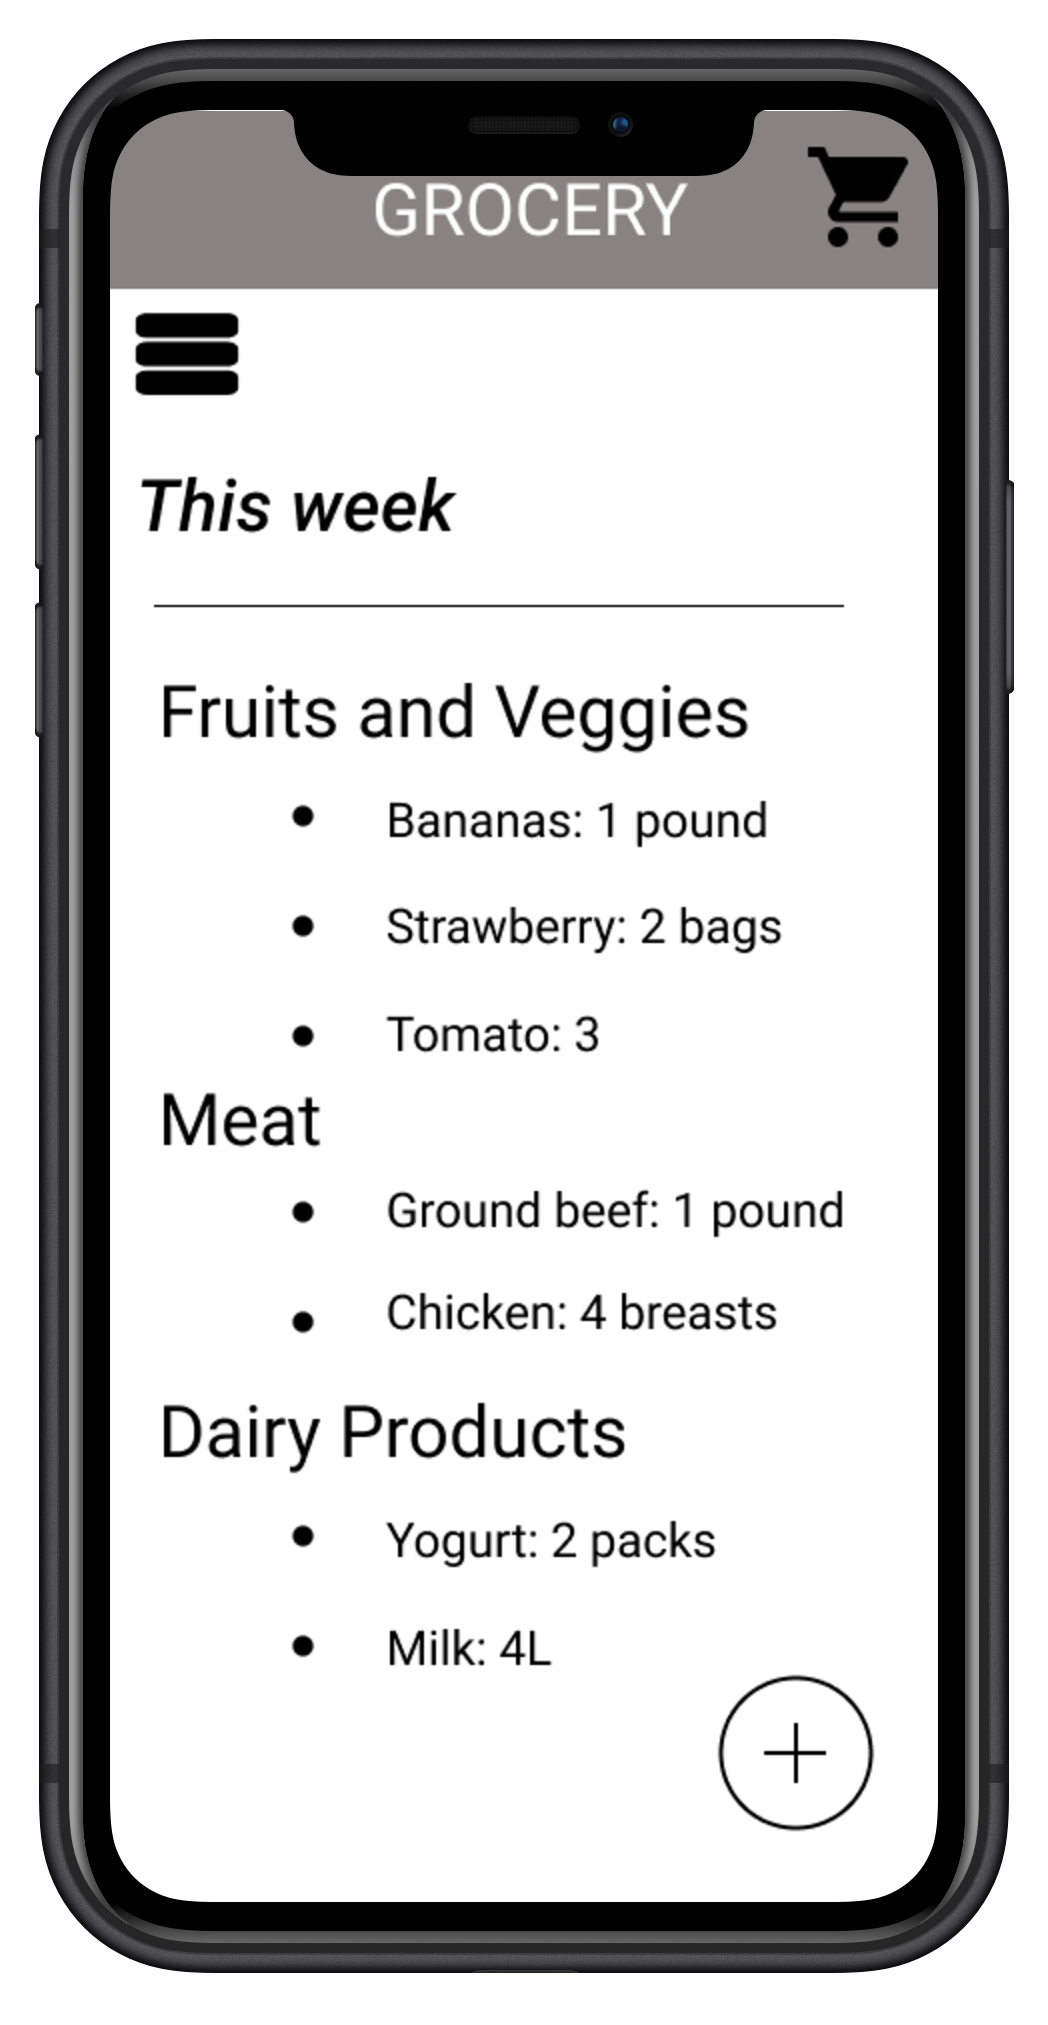 GROCERY
This week
Fruits and Veggies
Bananas: 1 pound
Strawberry: 2 bags
Tomato: 3
Meat
Ground beef: 1 pound
Chicken: 4 breasts
Dairy Products
Yogurt: 2 packs
Milk: 4L